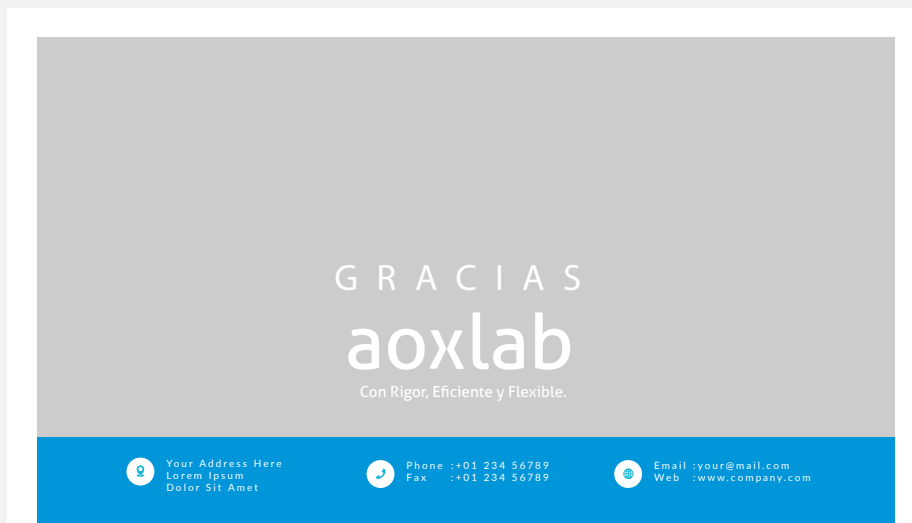 GRACIAS
aoxlab
Con Rigor, Eficiente y Flexible.
Your Address Here
Lorem Ipsum
Dolor Sit Amet
Phone :+01 234 56789
Fax :+01 234 56789
Email :your@mail.com
Web :www.company.com